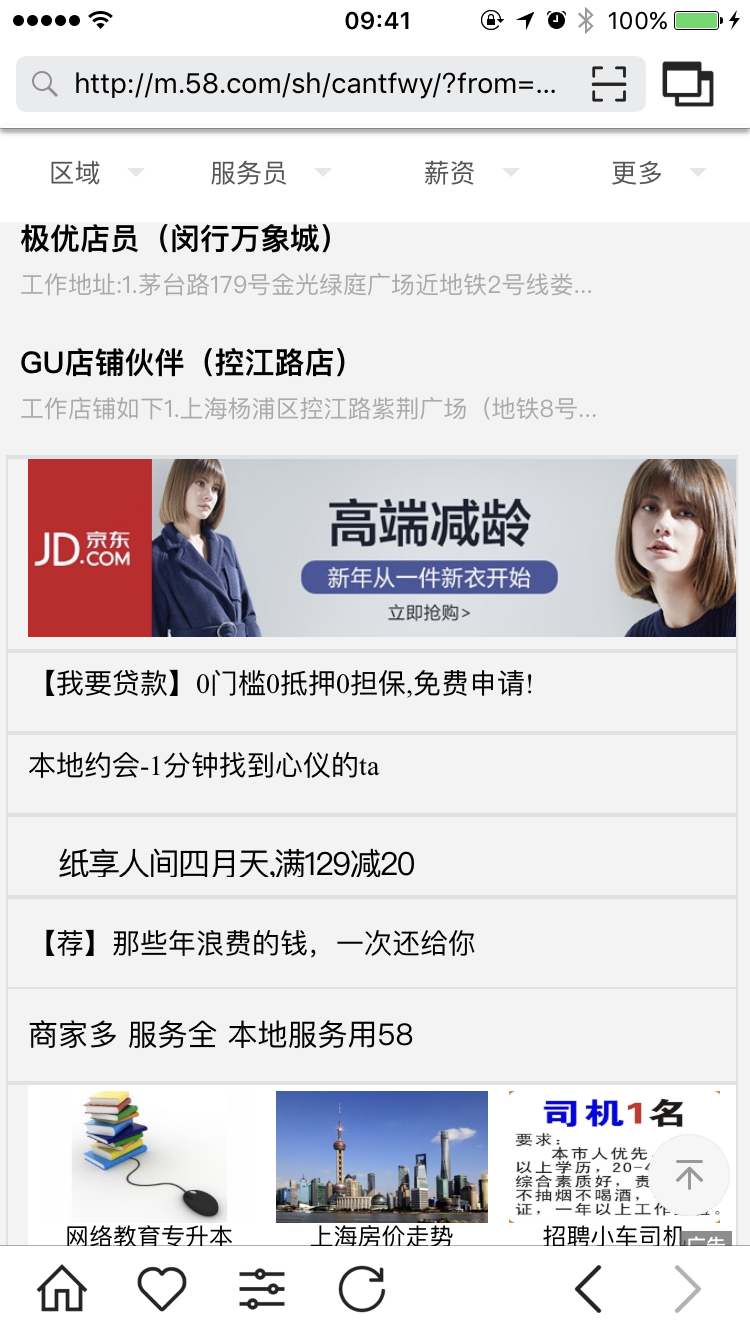 09:41
100%
http://m.58.com/sh/cantfwy/?from=...
区域
服务员
薪资
更多
极优店员（闵行万象城）
工作地址:1.茅台路179号金光绿庭广场近地铁2号线娄...
GU店铺伙伴（控江路店）
工作店铺如下1.上海杨浦区控江路紫荆广场（地铁8号...
JD京东
.COM
高端减龄
新年从一件新衣开始
立即抢购>
【我要贷款】0门槛0抵押0担保,免费申请!
本地约会-1分钟找到心仪的ta
纸享人间四月天,满129减20
【荐】那些年浪费的钱，一次还给你
商家多 服务全 本地服务用58
司机1名
要求：
本市人优先
以上学历，20-4
综合素质好，责
不抽烟不喝酒，
证，一年以上工作
网络教育专升本
上海房价走势
招聘小车司机
广告